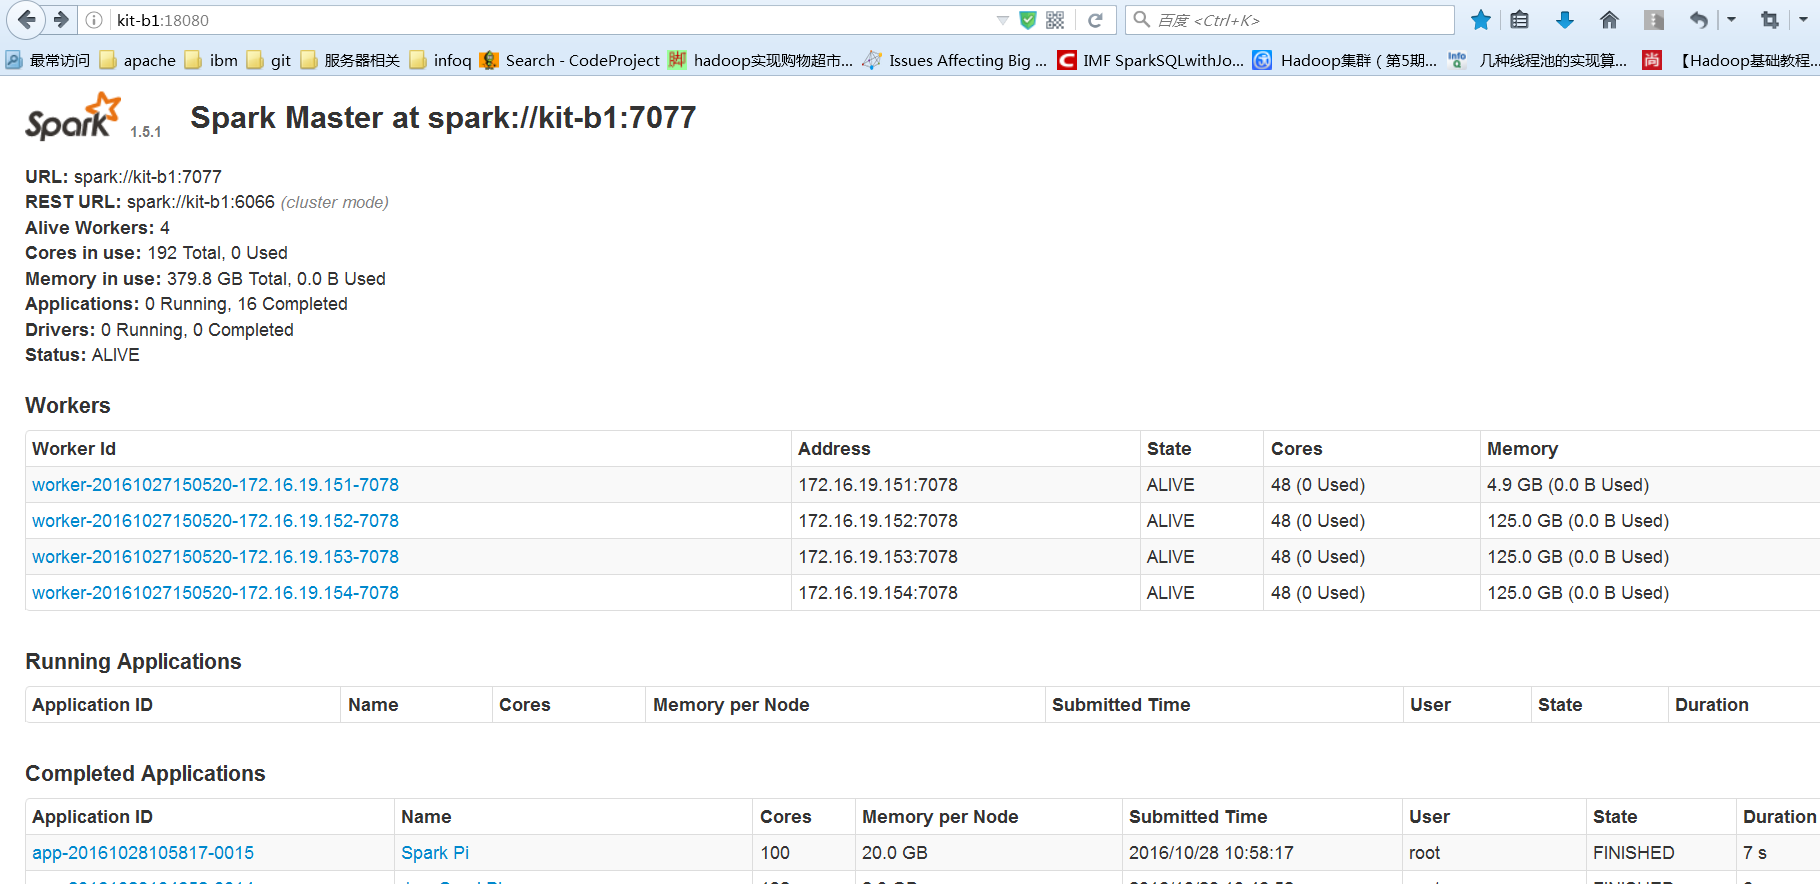 kit-b1:18080
百度 <Ctrl+K>
最常访问 apache ibm git 服务器相关 infoq Search - CodeProject hadoop实现购物超市... Issues Affecting Big ... IMF SparkSQLwithJo... Hadoop集群（第5期... 几种线程池的实现算... 【Hadoop基础教程...
Spark 1.5.1 Spark Master at spark://kit-b1:7077
URL: spark://kit-b1:7077
REST URL: spark://kit-b1:6066 (cluster mode)
Alive Workers: 4
Cores in use: 192 Total, 0 Used
Memory in use: 379.8 GB Total, 0.0 B Used
Applications: 0 Running, 16 Completed
Drivers: 0 Running, 0 Completed
Status: ALIVE
Workers
Worker Id Address State Cores Memory
worker-20161027150520-172.16.19.151-7078 172.16.19.151:7078 ALIVE 48 (0 Used) 4.9 GB (0.0 B Used)
worker-20161027150520-172.16.19.152-7078 172.16.19.152:7078 ALIVE 48 (0 Used) 125.0 GB (0.0 B Used)
worker-20161027150520-172.16.19.153-7078 172.16.19.153:7078 ALIVE 48 (0 Used) 125.0 GB (0.0 B Used)
worker-20161027150520-172.16.19.154-7078 172.16.19.154:7078 ALIVE 48 (0 Used) 125.0 GB (0.0 B Used)
Running Applications
Application ID Name Cores Memory per Node Submitted Time User State Duration
Completed Applications
Application ID Name Cores Memory per Node Submitted Time User State Duration
app-20161028105817-0015 Spark Pi 100 20.0 GB 2016/10/28 10:58:17 root FINISHED 7 s